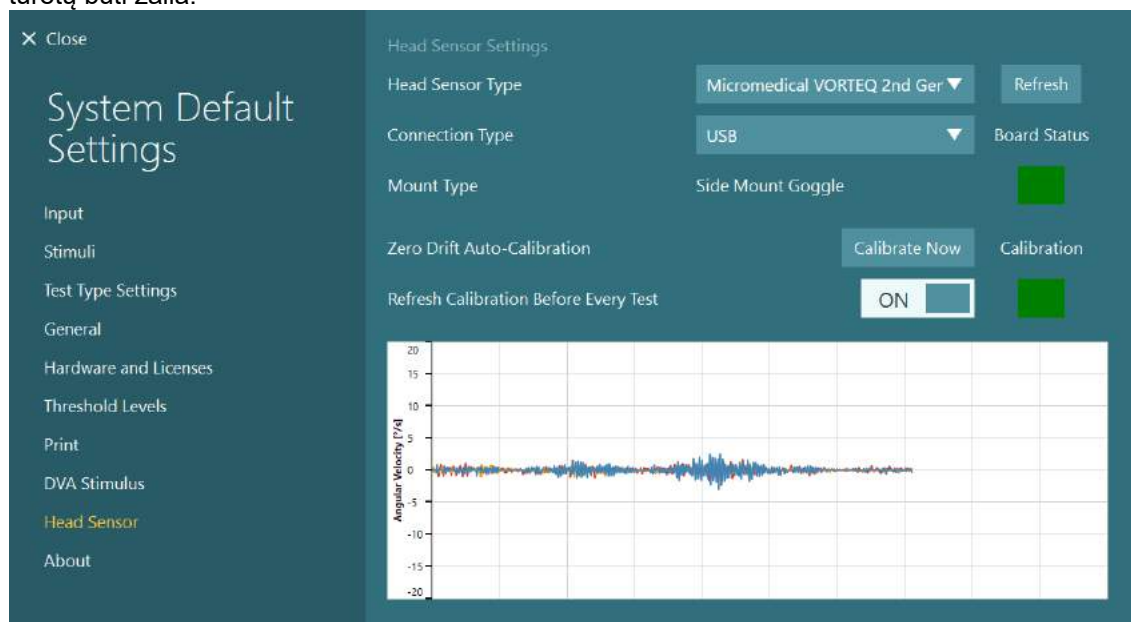 turėtų būti žalia.
X Close
System Default
Settings
Input
Stimuli
Test Type Settings
General
Hardware and Licenses
Threshold Levels
Print
DVA Stimulus
Head Sensor
About
Head Sensor Settings
Head Sensor Type
Micromedical VORTEQ 2nd Ger
Refresh
Connection Type
USB
Board Status
Mount Type
Side Mount Goggle
Zero Drift Auto-Calibration
Calibrate Now
Calibration
Refresh Calibration Before Every Test
ON
Angular Velocity [°/s]
20
15
10
5
0
-5
-10
-15
-20